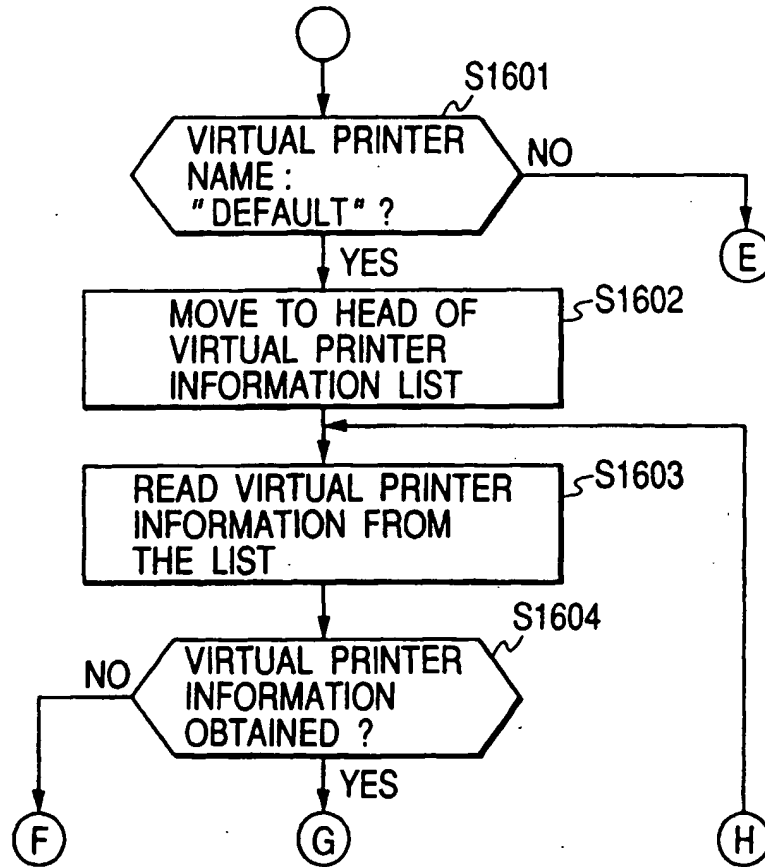 S1601
VIRTUAL PRINTER
NAME :
"DEFAULT" ?
NO
E
YES
S1602
MOVE TO HEAD OF
VIRTUAL PRINTER
INFORMATION LIST
S1603
READ VIRTUAL PRINTER
INFORMATION FROM
THE LIST
S1604
VIRTUAL PRINTER
INFORMATION
OBTAINED ?
NO
YES
F
G
H